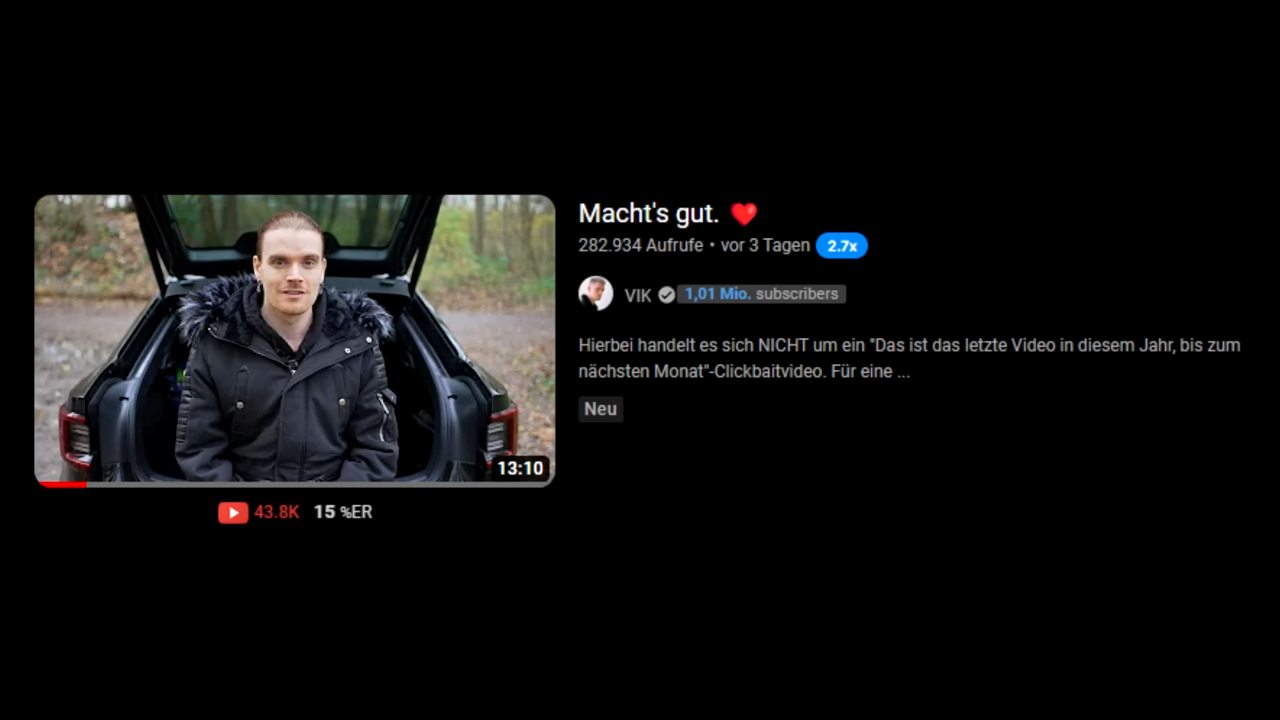 Macht's gut. ❤️
282.934 Aufrufe • vor 3 Tagen 2.7x
VIK 1,01 Mio. subscribers
Hierbei handelt es sich NICHT um ein "Das ist das letzte Video in diesem Jahr, bis zum
nächsten Monat"-Clickbaitvideo. Für eine ...
Neu
13:10
43.8K 15 %ER